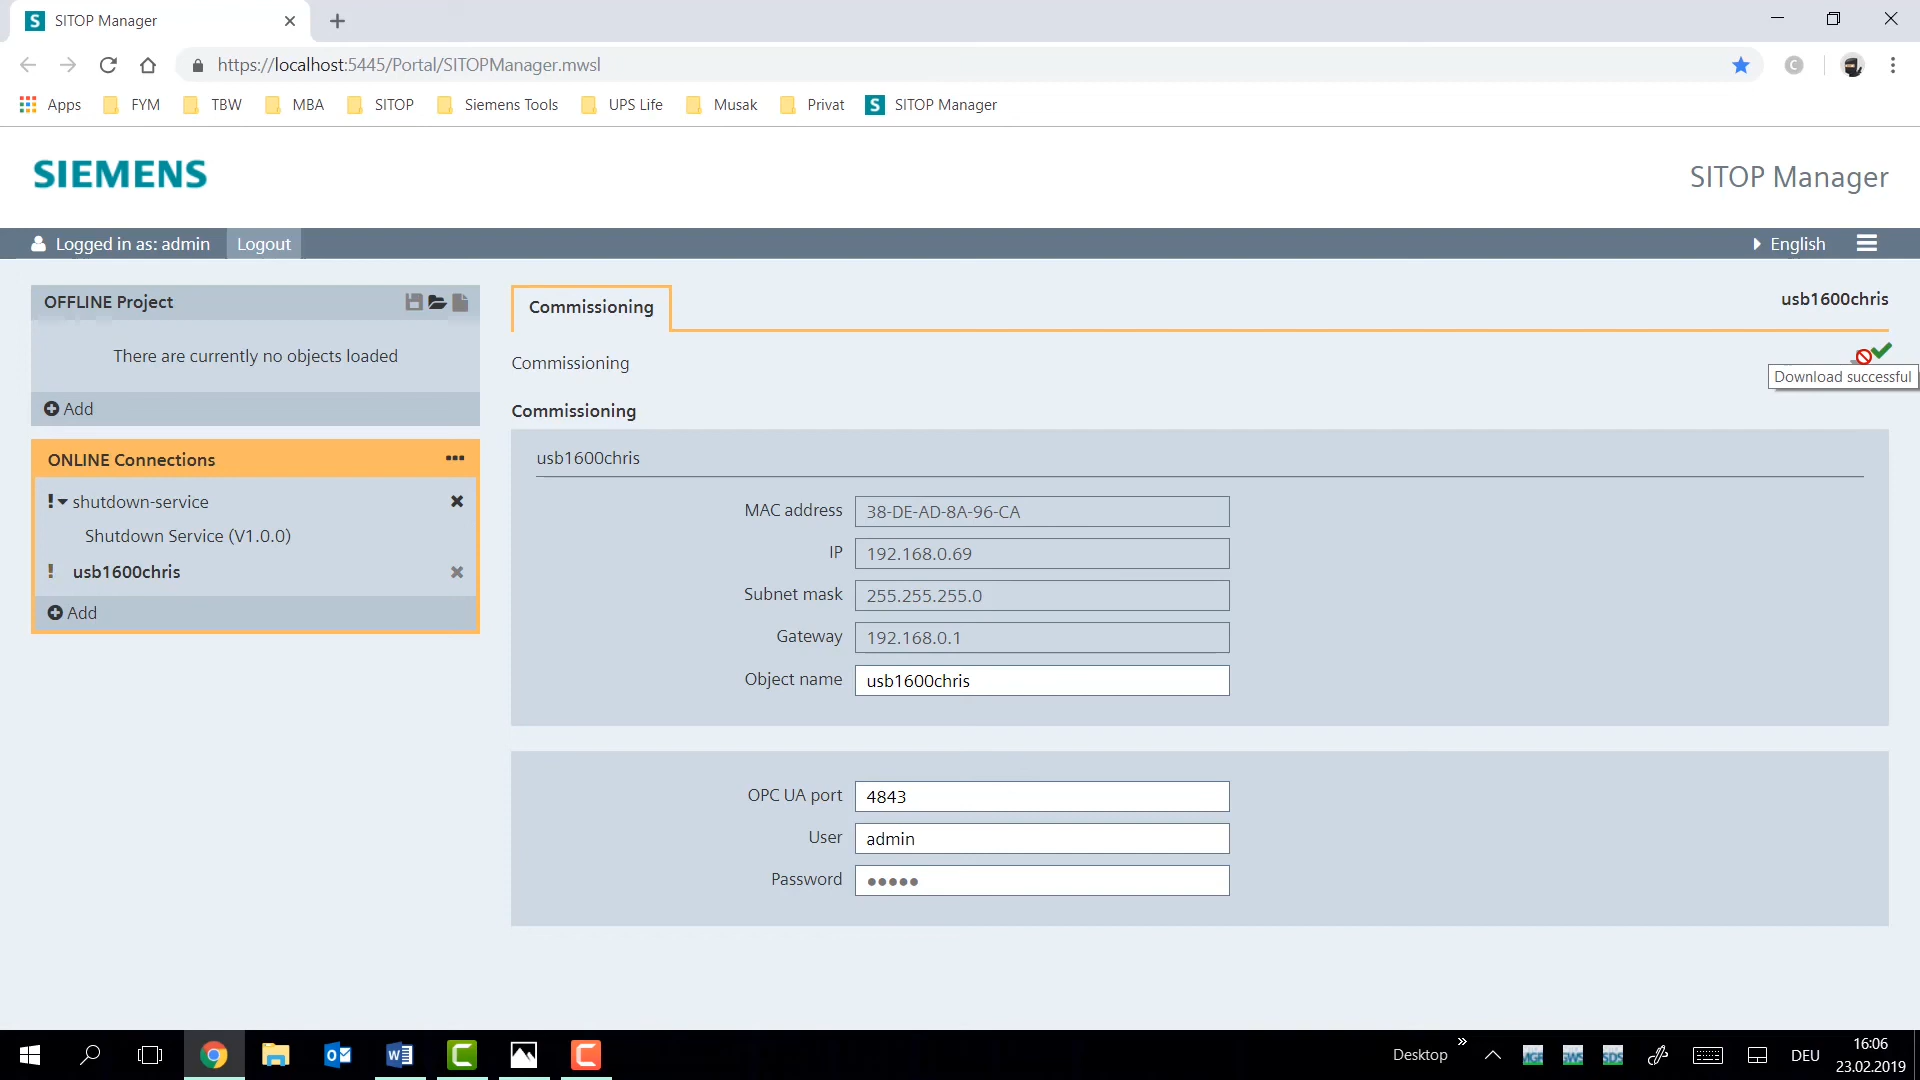 SITOP Manager
https://localhost:5445/Portal/SITOPManager.mwsl
Apps FYM TBW MBA SITOP Siemens Tools UPS Life Musak Privat SITOP Manager
SIEMENS
SITOP Manager
Logged in as: admin Logout English
OFFLINE Project
There are currently no objects loaded
Add
ONLINE Connections
shutdown-service
Shutdown Service (V1.0.0)
usb1600chris
Add
Commissioning
usb1600chris
Commissioning
Download successful
Commissioning
usb1600chris
MAC address 38-DE-AD-8A-96-CA
IP 192.168.0.69
Subnet mask 255.255.255.0
Gateway 192.168.0.1
Object name usb1600chris
OPC UA port 4843
User admin
Password ●●●●●
Desktop DEU 16:06
23.02.2019